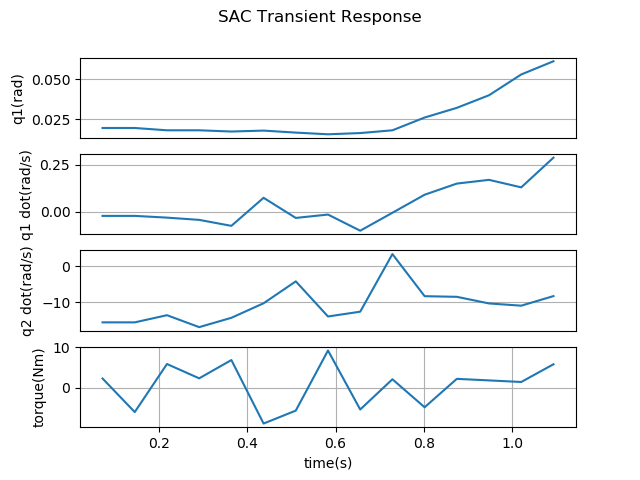 SAC Transient Response
q1(rad)
0.050
0.025
q1 dot(rad/s)
0.25
0.00
q2 dot(rad/s)
0
−10
torque(Nm)
10
0
0.2 0.4 0.6 0.8 1.0
time(s)